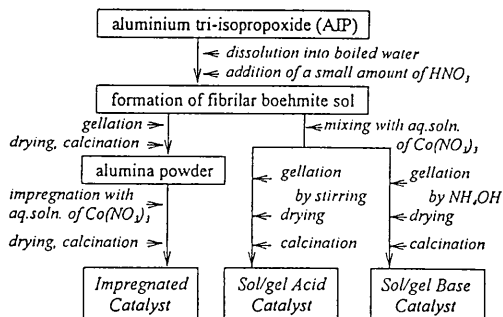 aluminium tri-isopropoxide (AIP)
dissolution into boiled water
addition of a small amount of HNO₃
formation of fibrilar boehmite sol
gellation
drying, calcination
mixing with aq.soln.
of Co(NO₃)₃
alumina powder
impregnation with
aq.soln. of Co(NO₃)₃
drying, calcination
gellation
by stirring
drying
calcination
gellation
by NH₄OH
drying
calcination
Impregnated
Catalyst
Sol/gel Acid
Catalyst
Sol/gel Base
Catalyst